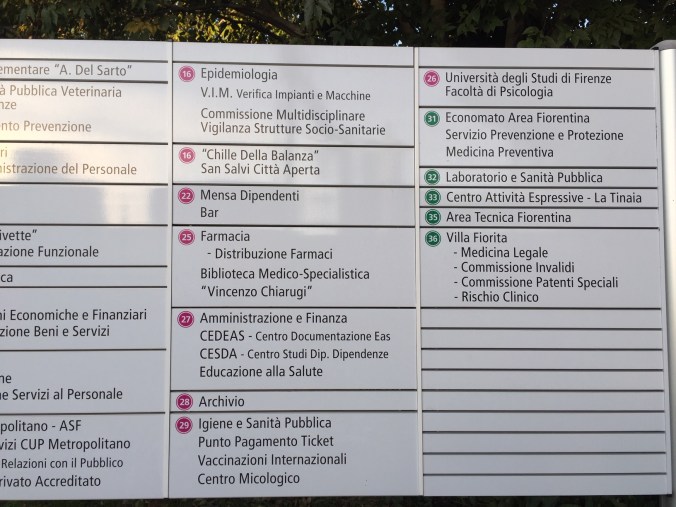 ementare "A. Del Sarto"
à Pubblica Veterinaria
nze
ento Prevenzione
ri
nistrazione del Personale
ivette"
azione Funzionale
ca
ni Economiche e Finanziari
zione Beni e Servizi
ne
ne Servizi al Personale
opolitano - ASF
vizi CUP Metropolitano
Relazioni con il Pubblico
rivato Accreditato
16 Epidemiologia
V.I.M. Verifica Impianti e Macchine
Commissione Multidisciplinare
Vigilanza Strutture Socio-Sanitarie
16 "Chille Della Balanza"
San Salvi Città Aperta
22 Mensa Dipendenti
Bar
25 Farmacia
- Distribuzione Farmaci
Biblioteca Medico-Specialistica
"Vincenzo Chiarugi"
27 Amministrazione e Finanza
CEDEAS - Centro Documentazione Eas
CESDA - Centro Studi Dip. Dipendenze
Educazione alla Salute
28 Archivio
29 Igiene e Sanità Pubblica
Punto Pagamento Ticket
Vaccinazioni Internazionali
Centro Micologico
26 Università degli Studi di Firenze
Facoltà di Psicologia
31 Economato Area Fiorentina
Servizio Prevenzione e Protezione
Medicina Preventiva
32 Laboratorio e Sanità Pubblica
33 Centro Attività Espressive - La Tinaia
35 Area Tecnica Fiorentina
36 Villa Fiorita
- Medicina Legale
- Commissione Invalidi
- Commissione Patenti Speciali
- Rischio Clinico